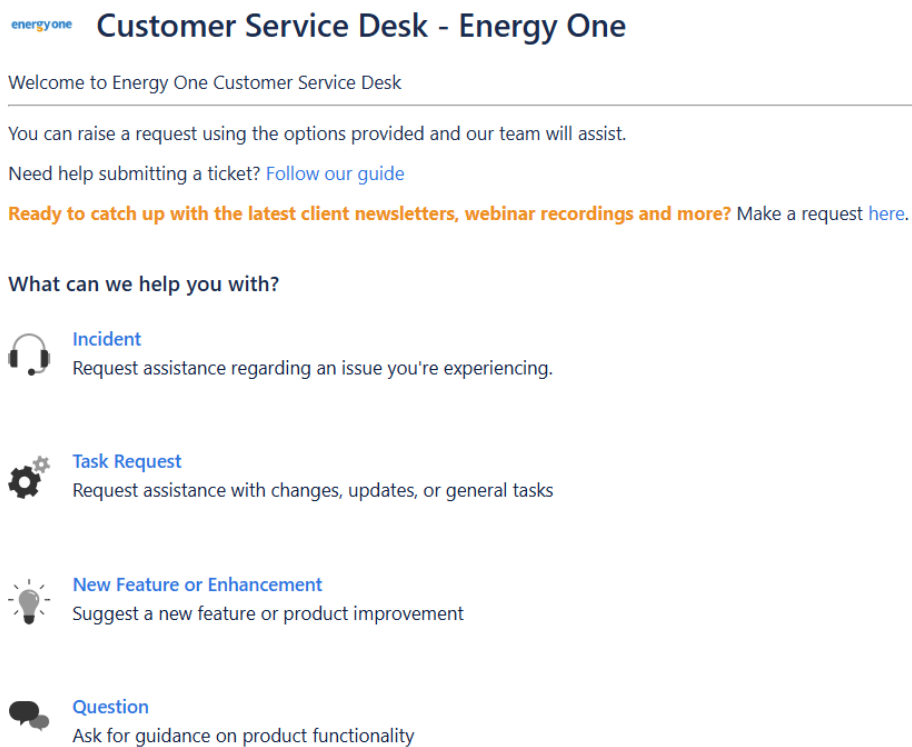 energyone Customer Service Desk - Energy One
Welcome to Energy One Customer Service Desk
You can raise a request using the options provided and our team will assist.
Need help submitting a ticket? Follow our guide
Ready to catch up with the latest client newsletters, webinar recordings and more? Make a request here.
What can we help you with?
Incident
Request assistance regarding an issue you're experiencing.
Task Request
Request assistance with changes, updates, or general tasks
New Feature or Enhancement
Suggest a new feature or product improvement
Question
Ask for guidance on product functionality